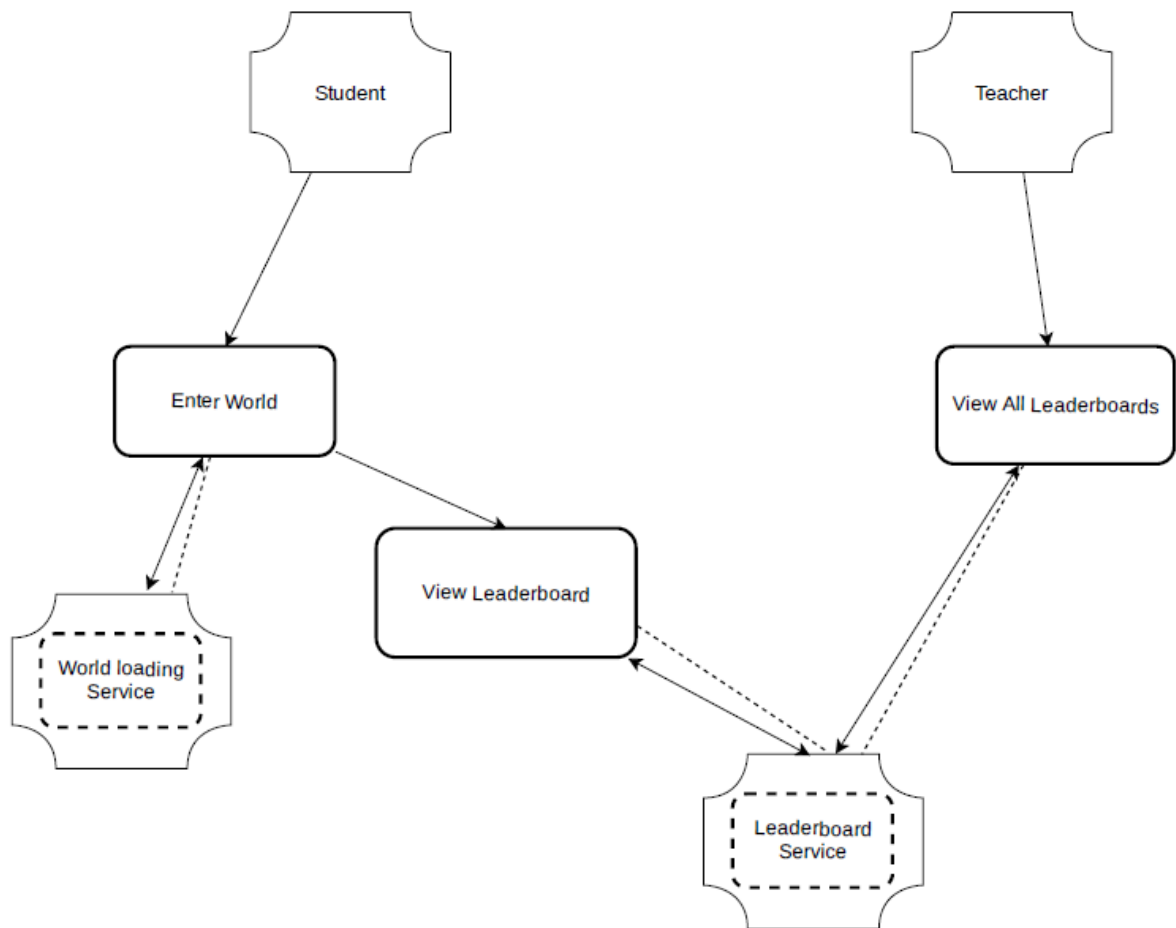 Student
Teacher
Enter World
View All Leaderboards
View Leaderboard
World loading
Service
Leaderboard
Service